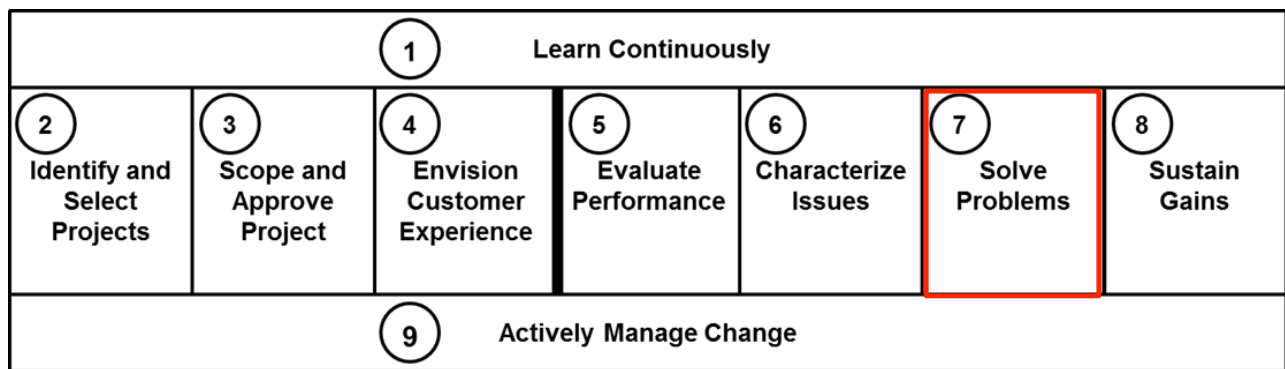 1 Learn Continuously
2
Identify and
Select
Projects
3
Scope and
Approve
Project
4
Envision
Customer
Experience
5
Evaluate
Performance
6
Characterize
Issues
7
Solve
Problems
8
Sustain
Gains
9 Actively Manage Change